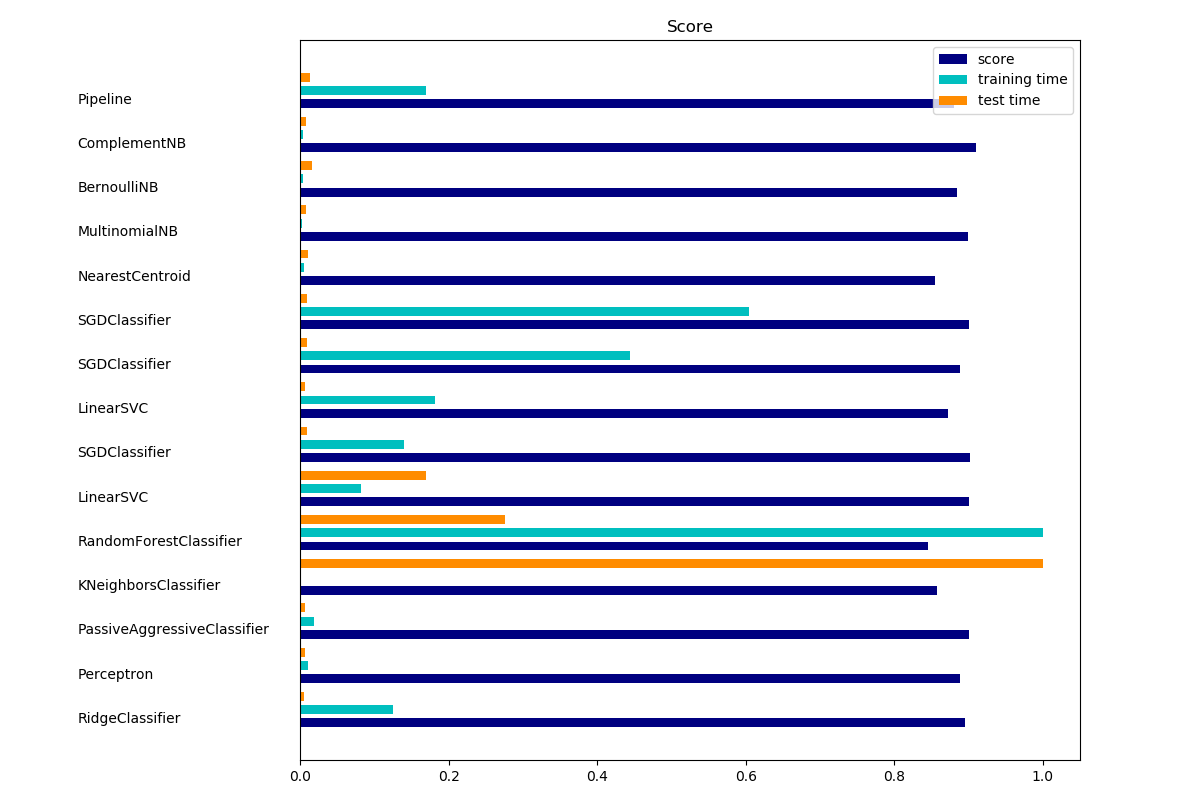 Score
score
training time
test time
Pipeline
ComplementNB
BernoulliNB
MultinomialNB
NearestCentroid
SGDClassifier
SGDClassifier
LinearSVC
SGDClassifier
LinearSVC
RandomForestClassifier
KNeighborsClassifier
PassiveAggressiveClassifier
Perceptron
RidgeClassifier
0.0 0.2 0.4 0.6 0.8 1.0